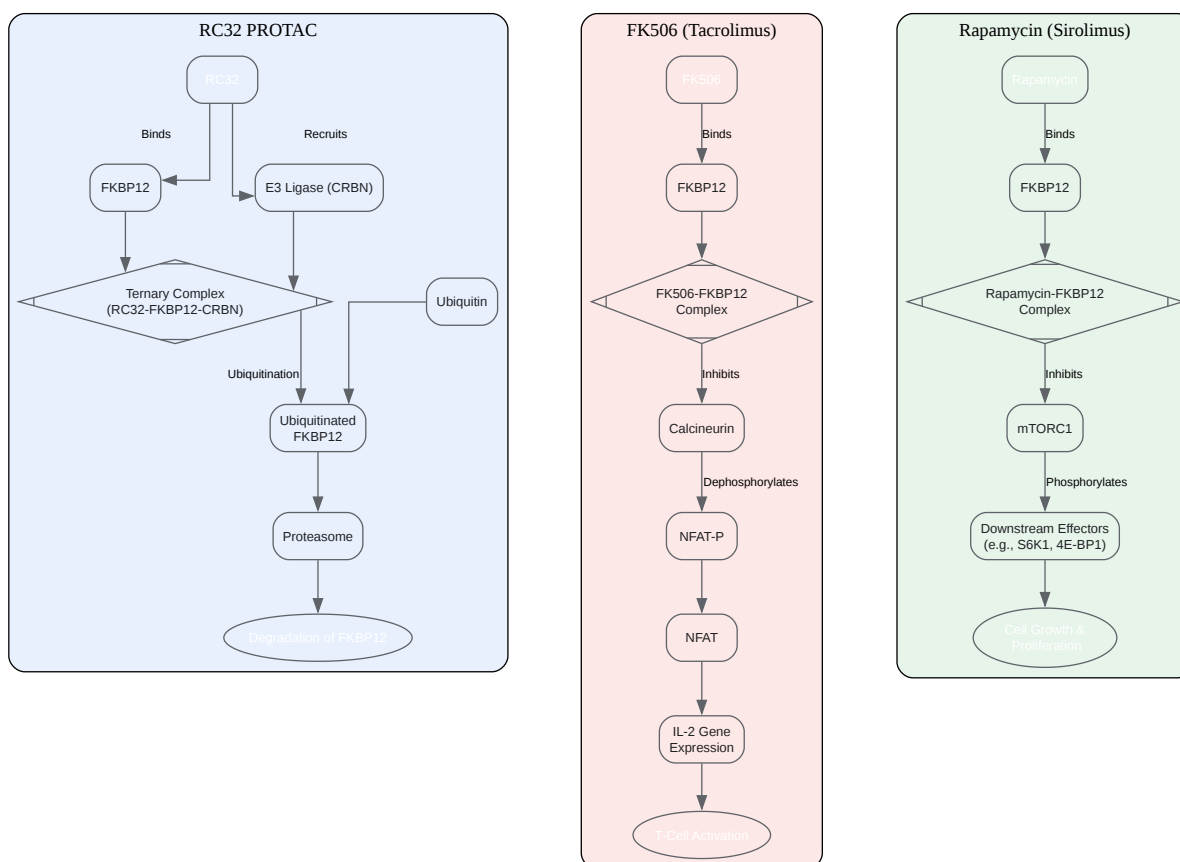 RC32 PROTAC
RC32
Binds
Recruits
FKBP12
E3 Ligase (CRBN)
Ternary Complex
(RC32-FKBP12-CRBN)
Ubiquitin
Ubiquitination
Ubiquitinated
FKBP12
Proteasome
Degradation of FKBP12
FK506 (Tacrolimus)
FK506
Binds
FKBP12
FK506-FKBP12
Complex
Inhibits
Calcineurin
Dephosphorylates
NFAT-P
NFAT
IL-2 Gene
Expression
T-Cell Activation
Rapamycin (Sirolimus)
Rapamycin
Binds
FKBP12
Rapamycin-FKBP12
Complex
Inhibits
mTORC1
Phosphorylates
Downstream Effectors
(e.g., S6K1, 4E-BP1)
Cell Growth &
Proliferation